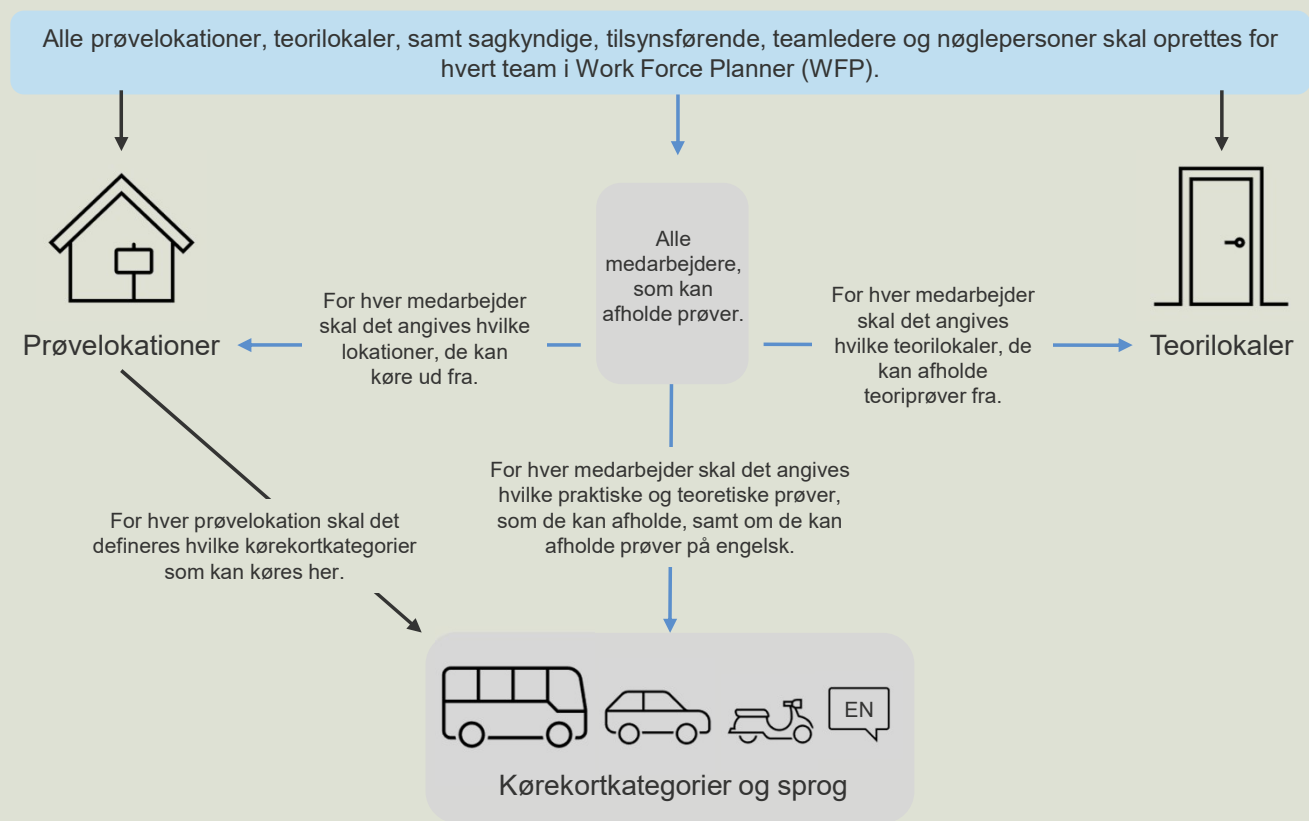 Alle prøvelokationer, teorilokaler, samt sagkyndige, tilsynsførende, teamledere og nøglepersoner skal oprettes for
hvert team i Work Force Planner (WFP).
Alle
medarbejdere,
som kan
afholde prøver.
For hver medarbejder
skal det angives hvilke
lokationer, de kan
køre ud fra.
For hver medarbejder
skal det angives
hvilke teorilokaler, de
kan afholde
teoriprøver fra.
Prøvelokationer
Teorilokaler
For hver medarbejder skal det angives
hvilke praktiske og teoretiske prøver,
som de kan afholde, samt om de kan
afholde prøver på engelsk.
For hver prøvelokation skal det
defineres hvilke kørekortkategorier
som kan køres her.
EN
Kørekortkategorier og sprog